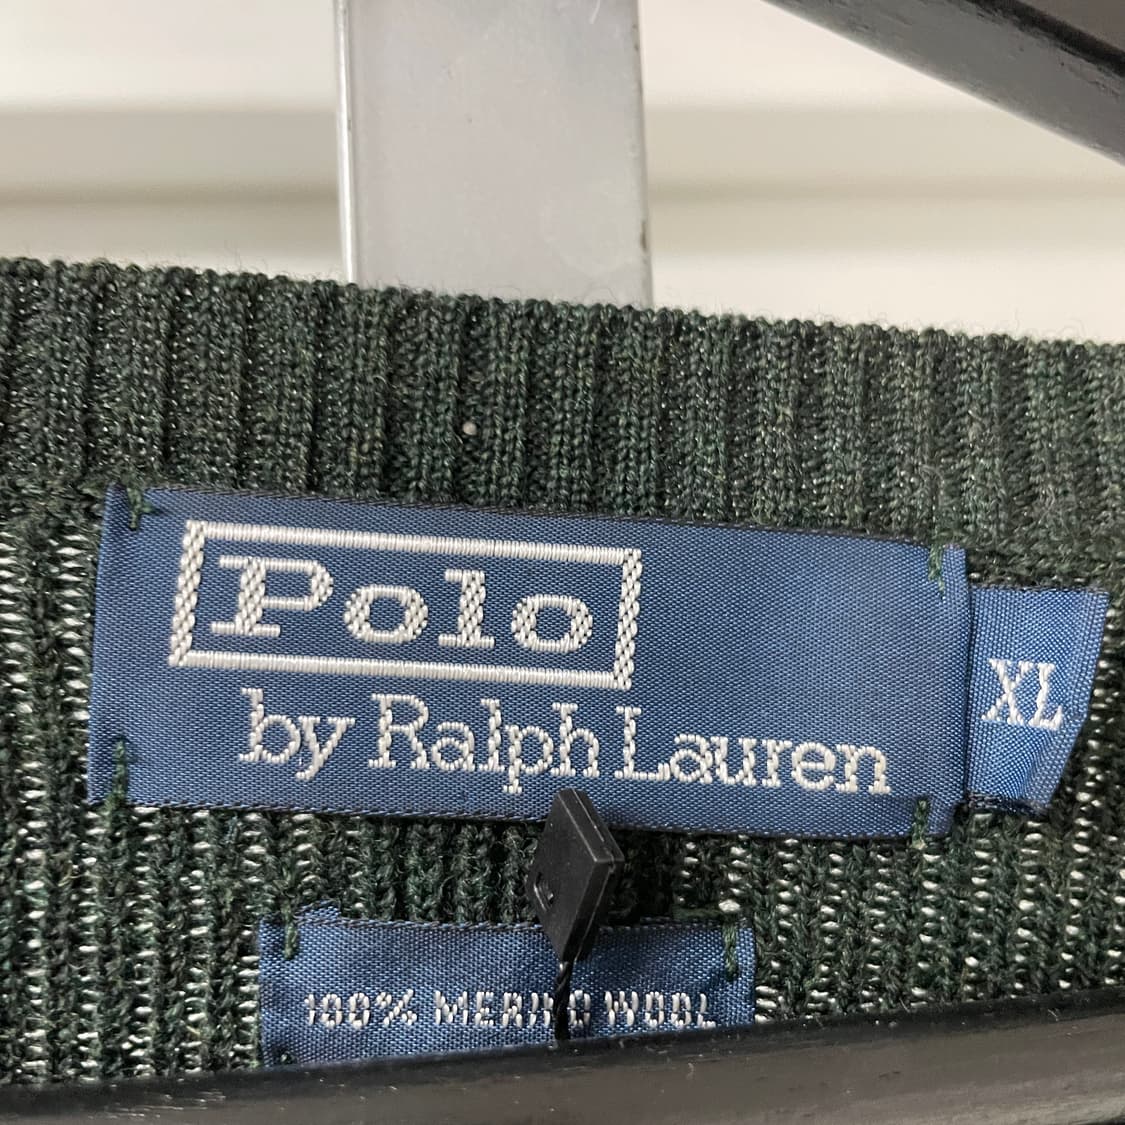 Polo
by Ralph Lauren
XL
100% MERINO WOOL